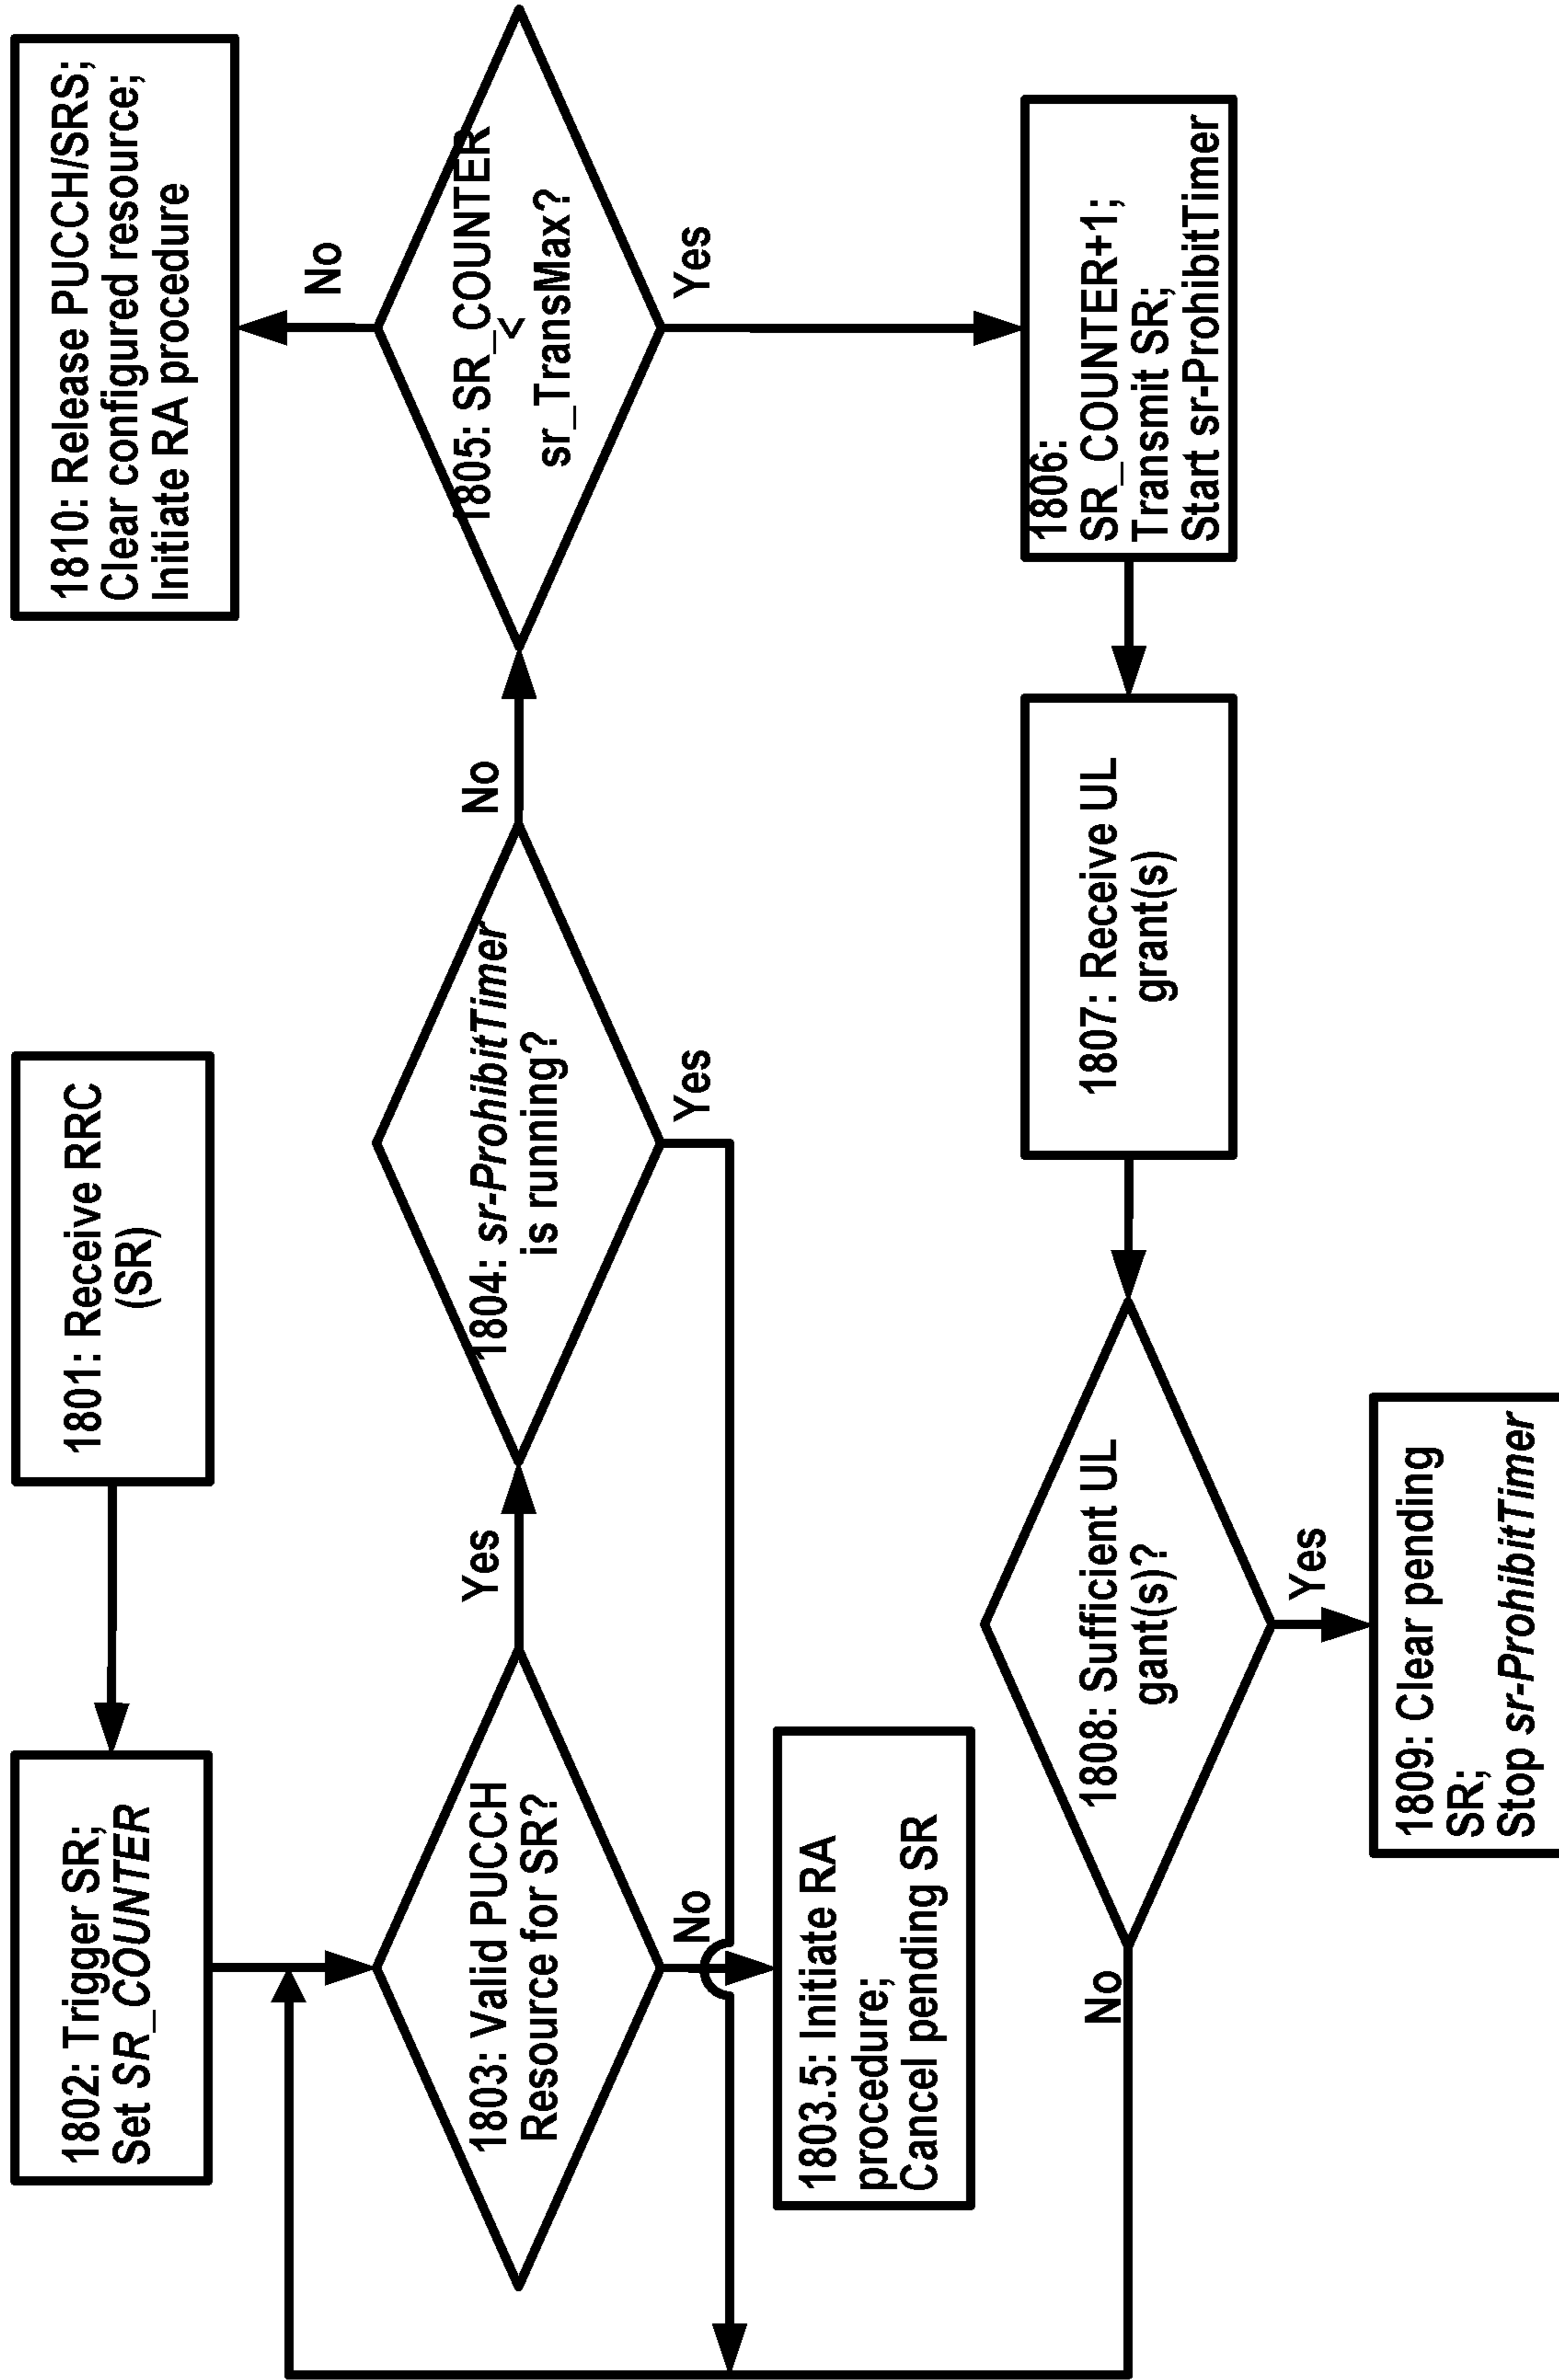 1801: Receive RRC
(SR)
1802: Trigger SR;
Set SR_COUNTER
1803: Valid PUCCH
Resource for SR?
Yes
No
1803.5: Initiate RA
procedure;
Cancel pending SR
1804: sr-ProhibitTimer
is running?
No
Yes
1805: SR_COUNTER
<
sr_TransMax?
No
Yes
1810: Release PUCCH/SRS;
Clear configured resource;
Initiate RA procedure
1806:
SR_COUNTER+1;
Transmit SR;
Start sr-ProhibitTimer
1807: Receive UL
grant(s)
1808: Sufficient UL
gant(s)?
No
Yes
1809: Clear pending
SR;
Stop sr-ProhibitTimer